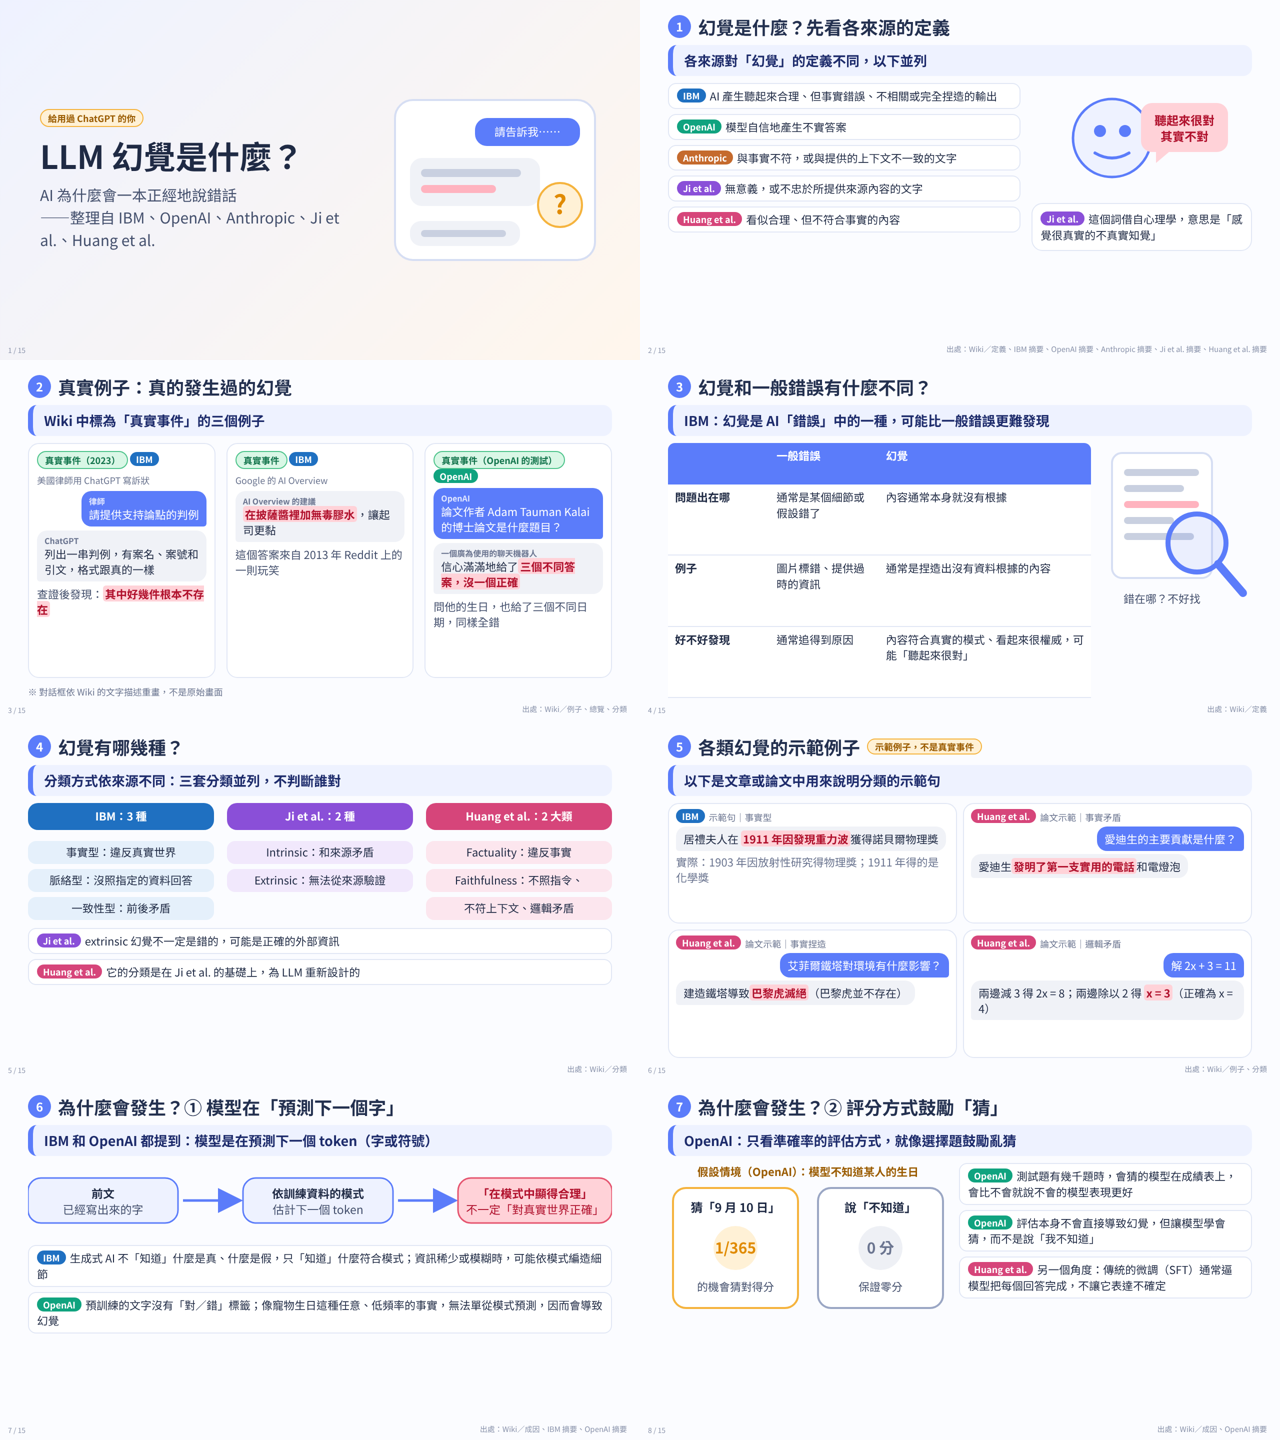 給用過 ChatGPT 的你
LLM 幻覺是什麼？
AI 為什麼會一本正經地說錯話
——整理自 IBM、OpenAI、Anthropic、Ji et
al.、Huang et al.
請告訴我……
?
1 / 15
1 幻覺是什麼？先看各來源的定義
各來源對「幻覺」的定義不同，以下並列
IBM AI 產生聽起來合理、但事實錯誤、不相關或完全捏造的輸出
OpenAI 模型自信地產生不實答案
Anthropic 與事實不符，或與提供的上下文不一致的文字
Ji et al. 無意義，或不忠於所提供來源內容的文字
Huang et al. 看似合理、但不符合事實的內容
聽起來很對
其實不對
Ji et al. 這個詞借自心理學，意思是「感
覺很真實的不真實知覺」
2 / 15
出處：Wiki／定義、IBM 摘要、OpenAI 摘要、Anthropic 摘要、Ji et al. 摘要、Huang et al. 摘要
2 真實例子：真的發生過的幻覺
Wiki 中標為「真實事件」的三個例子
真實事件（2023） IBM
美國律師用 ChatGPT 寫訴狀
律師
請提供支持論點的判例
ChatGPT
列出一串判例，有案名、案號和
引文，格式跟真的一樣
查證後發現：其中好幾件根本不存
在
真實事件 IBM
Google 的 AI Overview
AI Overview 的建議
在披薩醬裡加無毒膠水，讓起
司更黏
這個答案來自 2013 年 Reddit 上的
一則玩笑
真實事件（OpenAI 的測試）
OpenAI
OpenAI
論文作者 Adam Tauman Kalai
的博士論文是什麼題目？
一個廣為使用的聊天機器人
信心滿滿地給了三個不同答
案，沒一個正確
問他的生日，也給了三個不同日
期，同樣全錯
※ 對話框依 Wiki 的文字描述重畫，不是原始畫面
3 / 15
出處：Wiki／例子、總覽、分類
3 幻覺和一般錯誤有什麼不同？
IBM：幻覺是 AI「錯誤」中的一種，可能比一般錯誤更難發現
一般錯誤 幻覺
問題出在哪 通常是某個細節或 內容通常本身就沒有根據
假設錯了
例子 圖片標錯、提供過 通常是捏造出沒有資料根據的內容
時的資訊
好不好發現 通常追得到原因 內容符合真實的模式、看起來很權威，可
能「聽起來很對」
錯在哪？不好找
4 / 15
出處：Wiki／定義
4 幻覺有哪幾種？
分類方式依來源不同：三套分類並列，不判斷誰對
IBM：3 種
事實型：違反真實世界
脈絡型：沒照指定的資料回答
一致性型：前後矛盾
Ji et al.：2 種
Intrinsic：和來源矛盾
Extrinsic：無法從來源驗證
Huang et al.：2 大類
Factuality：違反事實
Faithfulness：不照指令、
不符上下文、邏輯矛盾
Ji et al. extrinsic 幻覺不一定是錯的，可能是正確的外部資訊
Huang et al. 它的分類是在 Ji et al. 的基礎上，為 LLM 重新設計的
5 / 15
出處：Wiki／分類
5 各類幻覺的示範例子 示範例子，不是真實事件
以下是文章或論文中用來說明分類的示範句
IBM 示範句｜事實型
居禮夫人在 1911 年因發現重力波獲得諾貝爾物理獎
實際：1903 年因放射性研究得物理獎；1911 年得的是
化學獎
Huang et al. 論文示範｜事實矛盾
愛迪生的主要貢獻是什麼？
愛迪生發明了第一支實用的電話和電燈泡
Huang et al. 論文示範｜事實捏造
艾菲爾鐵塔對環境有什麼影響？
建造鐵塔導致巴黎虎滅絕（巴黎虎並不存在）
Huang et al. 論文示範｜邏輯矛盾
解 2x + 3 = 11
兩邊減 3 得 2x = 8；兩邊除以 2 得 x = 3（正確為 x =
4）
6 / 15
出處：Wiki／例子、分類
6 為什麼會發生？① 模型在「預測下一個字」
IBM 和 OpenAI 都提到：模型是在預測下一個 token（字或符號）
前文
已經寫出來的字
依訓練資料的模式
估計下一個 token
「在模式中顯得合理」
不一定「對真實世界正確」
IBM 生成式 AI 不「知道」什麼是真、什麼是假，只「知道」什麼符合模式；資訊稀少或模糊時，可能依模式編造細
節
OpenAI 預訓練的文字沒有「對／錯」標籤；像寵物生日這種任意、低頻率的事實，無法單從模式預測，因而會導致
幻覺
7 / 15
出處：Wiki／成因、IBM 摘要、OpenAI 摘要
7 為什麼會發生？② 評分方式鼓勵「猜」
OpenAI：只看準確率的評估方式，就像選擇題鼓勵亂猜
假設情境（OpenAI）：模型不知道某人的生日
猜「9 月 10 日」
1/365
的機會猜對得分
說「不知道」
0 分
保證零分
OpenAI 測試題有幾千題時，會猜的模型在成績表上，
會比不會就說不會的模型表現更好
OpenAI 評估本身不會直接導致幻覺，但讓模型學會
猜，而不是說「我不知道」
Huang et al. 另一個角度：傳統的微調（SFT）通常逼
模型把每個回答完成，不讓它表達不確定
8 / 15
出處：Wiki／成因、OpenAI 摘要